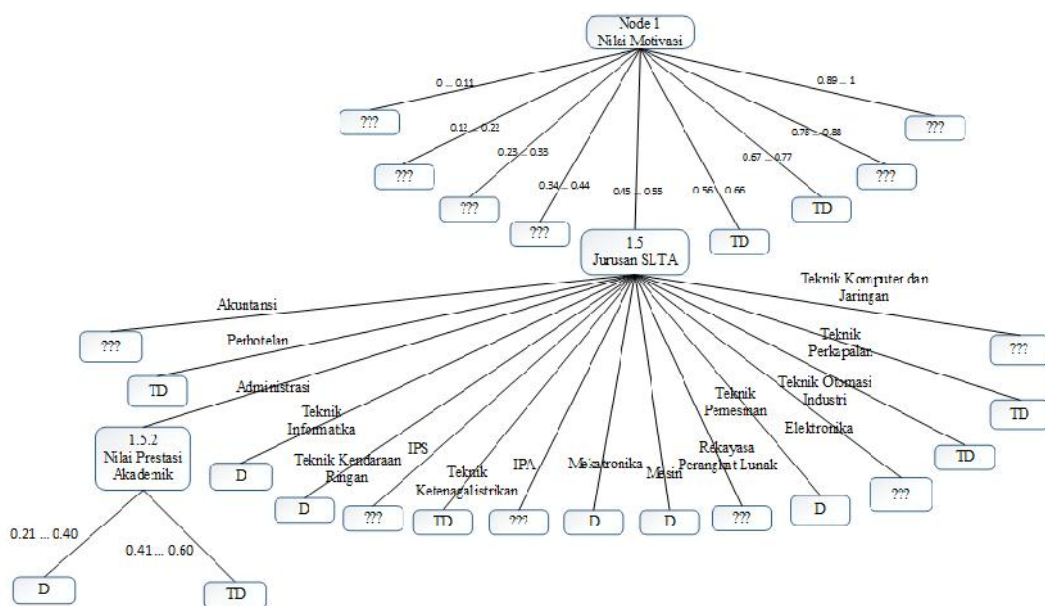 Node 1
Nilai Motivasi
0 ... 0.11
0.89 ... 1
???
???
0.12 ... 0.22
0.78 ... 0.88
0.23 ... 0.33
0.67 ... 0.77
???
???
0.34 ... 0.44
0.45 ... 0.55
0.56 ... 0.66
???
TD
???
TD
1.5
Jurusan SLTA
Akuntansi
Teknik Komputer dan
Jaringan
???
Perhotelan
Teknik
Perkapalan
???
TD
Administrasi
Teknik Otomasi
Industri
TD
Teknik
Informatika
Teknik
Pemesinan
Elektronika
TD
1.5.2
Nilai Prestasi
Akademik
D
Teknik Kendaraan
Ringan
IPS
Teknik
Ketenagalistrikan
IPA
Mekatronika
Mesin
Rekayasa
Perangkat Lunak
???
D
???
TD
???
D
D
???
D
0.21 ... 0.40
0.41 ... 0.60
D
TD